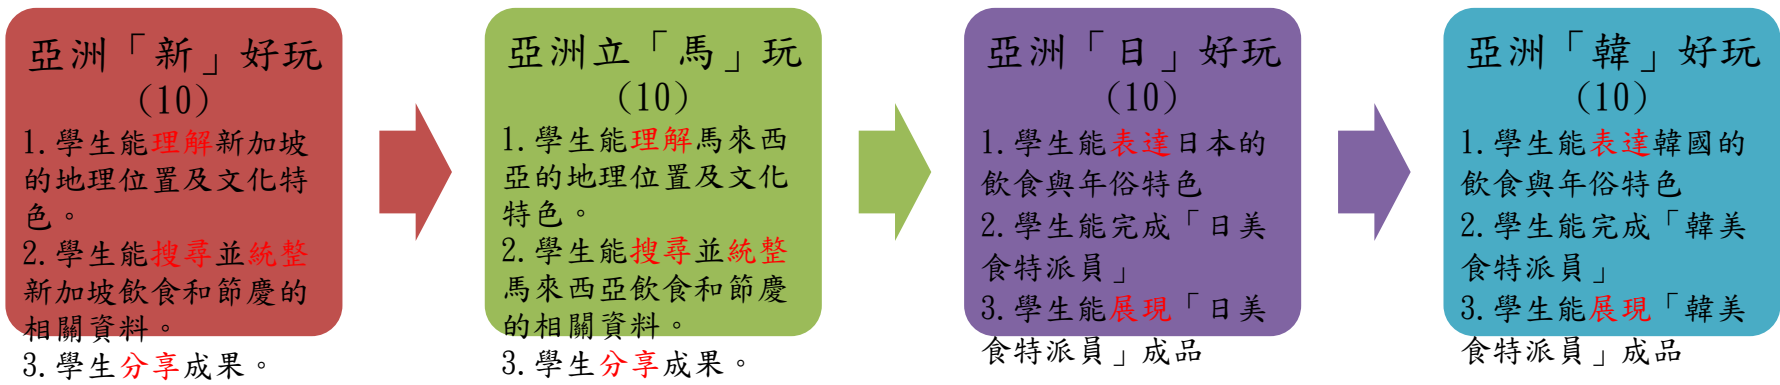 亞洲「新」好玩
(10)
1.學生能理解新加坡
的地理位置及文化特
色。
2.學生能搜尋並統整
新加坡飲食和節慶的
相關資料。
3.學生分享成果。
亞洲立「馬」玩
(10)
1.學生能理解馬來西
亞的地理位置及文化
特色。
2.學生能搜尋並統整
馬來西亞飲食和節慶
的相關資料。
3.學生分享成果。
亞洲「日」好玩
(10)
1.學生能表達日本的
飲食與年俗特色
2.學生能完成「日美
食特派員」
3.學生能展現「日美
食特派員」成品
亞洲「韓」好玩
(10)
1.學生能表達韓國的
飲食與年俗特色
2.學生能完成「韓美
食特派員」
3.學生能展現「韓美
食特派員」成品